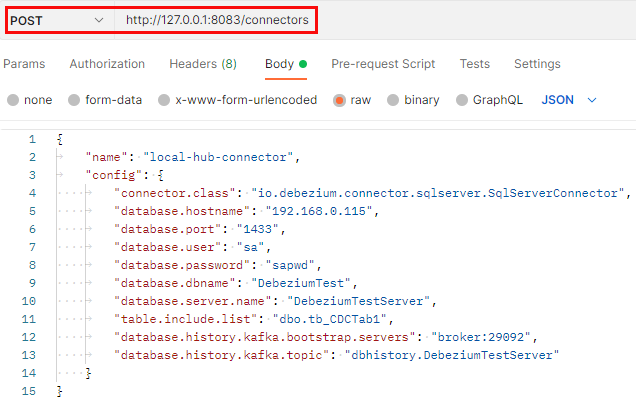 POST http://127.0.0.1:8083/connectors
Params Authorization Headers (8) Body Pre-request Script Tests Settings
none form-data x-www-form-urlencoded raw binary GraphQL JSON
1 {
2 "name": "local-hub-connector",
3 "config": {
4 "connector.class": "io.debezium.connector.sqlserver.SqlServerConnector",
5 "database.hostname": "192.168.0.115",
6 "database.port": "1433",
7 "database.user": "sa",
8 "database.password": "sapwd",
9 "database.dbname": "DebeziumTest",
10 "database.server.name": "DebeziumTestServer",
11 "table.include.list": "dbo.tb_CDCTab1",
12 "database.history.kafka.bootstrap.servers": "broker:29092",
13 "database.history.kafka.topic": "dbhistory.DebeziumTestServer"
14 }
15 }